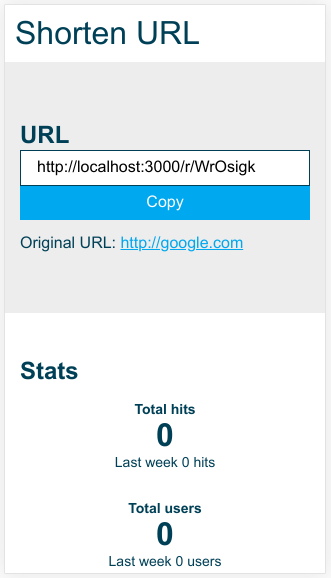 Shorten URL
URL
http://localhost:3000/r/WrOsigk
Copy
Original URL: http://google.com
Stats
Total hits
0
Last week 0 hits
Total users
0
Last week 0 users